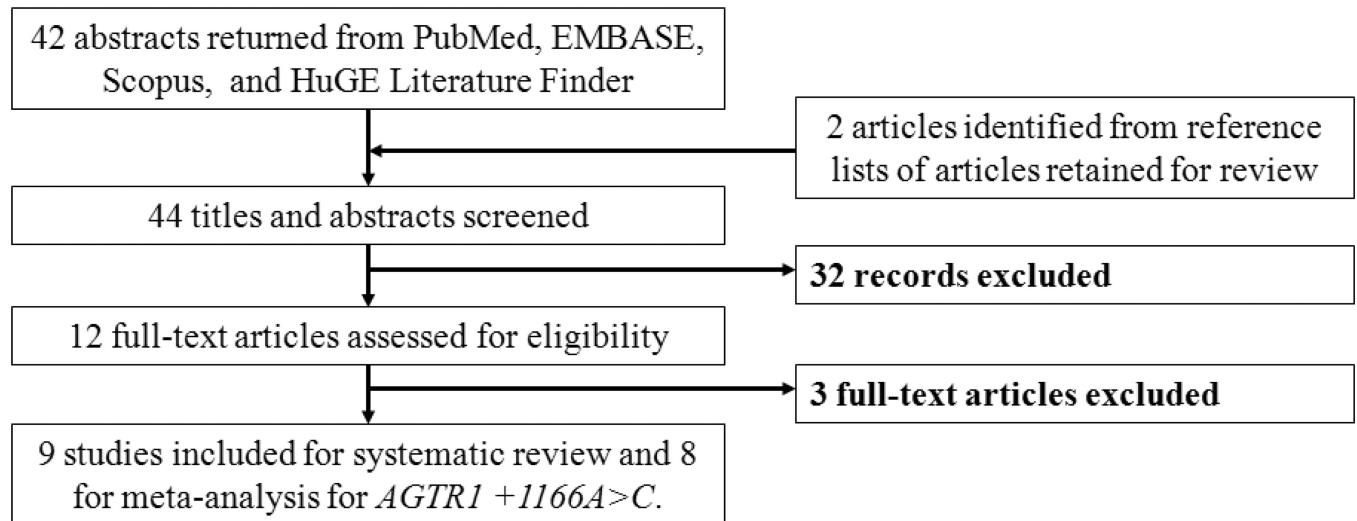 42 abstracts returned from PubMed, EMBASE,
Scopus, and HuGE Literature Finder
2 articles identified from reference
lists of articles retained for review
44 titles and abstracts screened
32 records excluded
12 full-text articles assessed for eligibility
3 full-text articles excluded
9 studies included for systematic review and 8
for meta-analysis for AGTR1 +1166A>C.